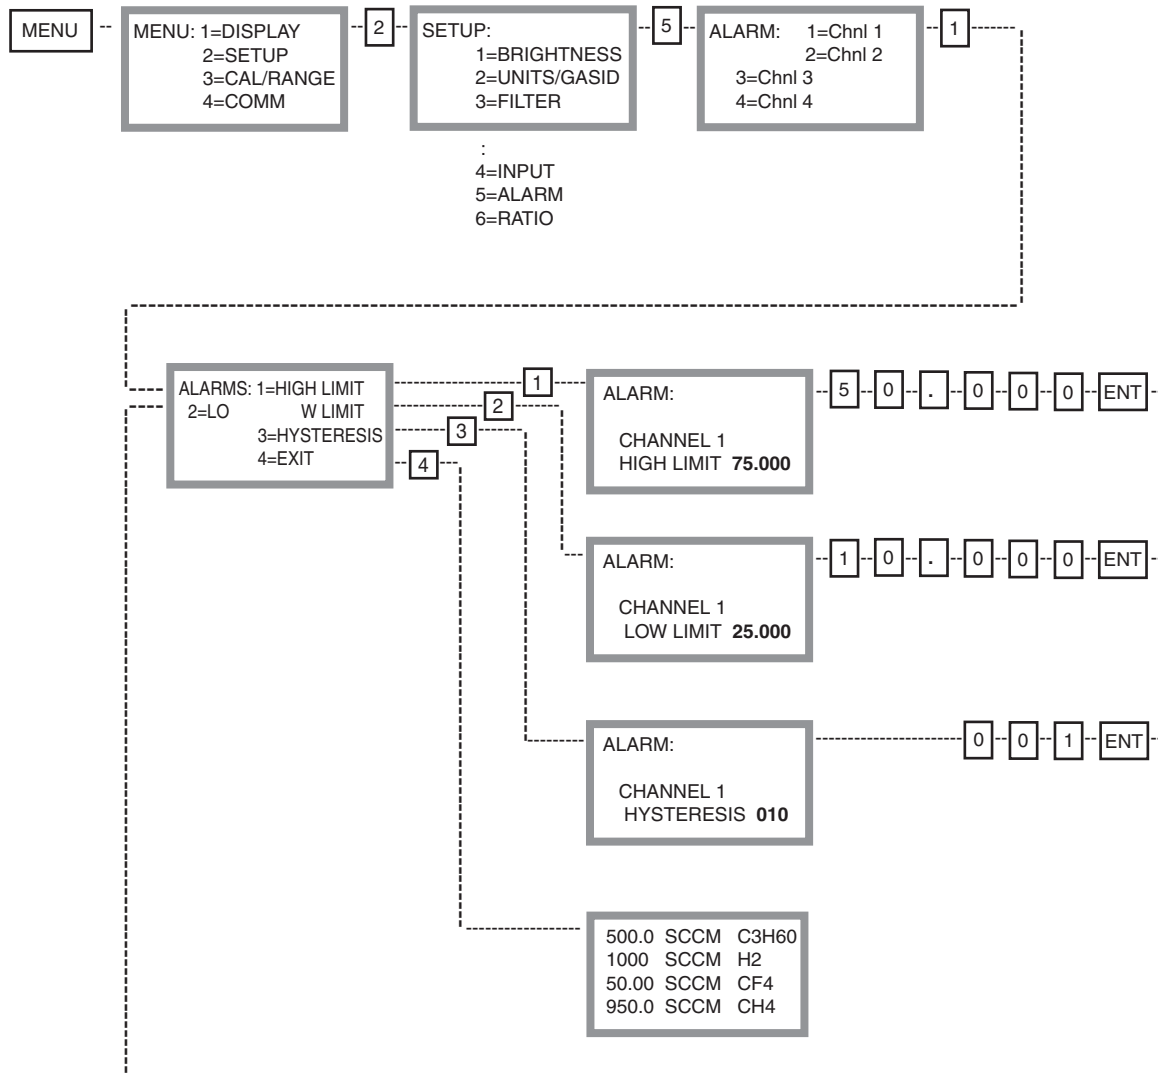 MENU
MENU: 1=DISPLAY
2=SETUP
3=CAL/RANGE
4=COMM
2
SETUP:
1=BRIGHTNESS
2=UNITS/GASID
3=FILTER
:
4=INPUT
5=ALARM
6=RATIO
5
ALARM: 1=Chnl 1
2=Chnl 2
3=Chnl 3
4=Chnl 4
1
ALARMS: 1=HIGH LIMIT
2=LO W LIMIT
3=HYSTERESIS
4=EXIT
1
2
3
4
ALARM:
CHANNEL 1
HIGH LIMIT 75.000
5 0 . 0 0 0 ENT
ALARM:
CHANNEL 1
LOW LIMIT 25.000
1 0 . 0 0 0 ENT
ALARM:
CHANNEL 1
HYSTERESIS 010
0 0 1 ENT
500.0 SCCM C3H60
1000 SCCM H2
50.00 SCCM CF4
950.0 SCCM CH4